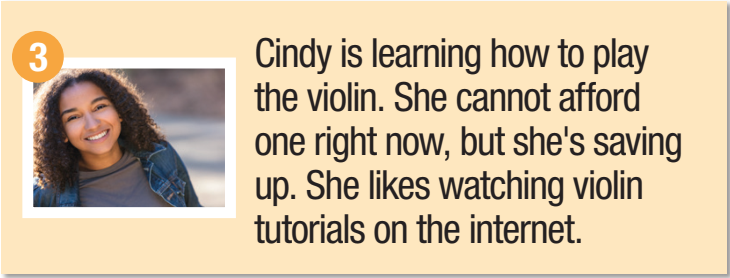 3
Cindy is learning how to play
the violin. She cannot afford
one right now, but she's saving
up. She likes watching violin
tutorials on the internet.